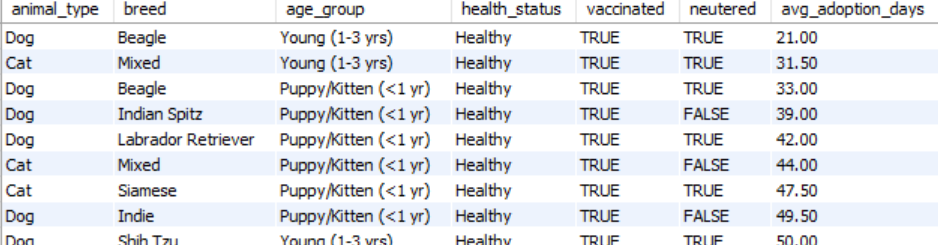 animal_type breed age_group health_status vaccinated neutered avg_adoption_days
Dog Beagle Young (1-3 yrs) Healthy TRUE TRUE 21.00
Cat Mixed Young (1-3 yrs) Healthy TRUE TRUE 31.50
Dog Beagle Puppy/Kitten (<1 yr) Healthy TRUE TRUE 33.00
Dog Indian Spitz Puppy/Kitten (<1 yr) Healthy TRUE FALSE 39.00
Dog Labrador Retriever Puppy/Kitten (<1 yr) Healthy TRUE TRUE 42.00
Cat Mixed Puppy/Kitten (<1 yr) Healthy TRUE FALSE 44.00
Cat Siamese Puppy/Kitten (<1 yr) Healthy TRUE TRUE 47.50
Dog Indie Puppy/Kitten (<1 yr) Healthy TRUE FALSE 49.50
Dog Shih Tzu Young (1-3 yrs) Healthy TRUE TRUE 50.00